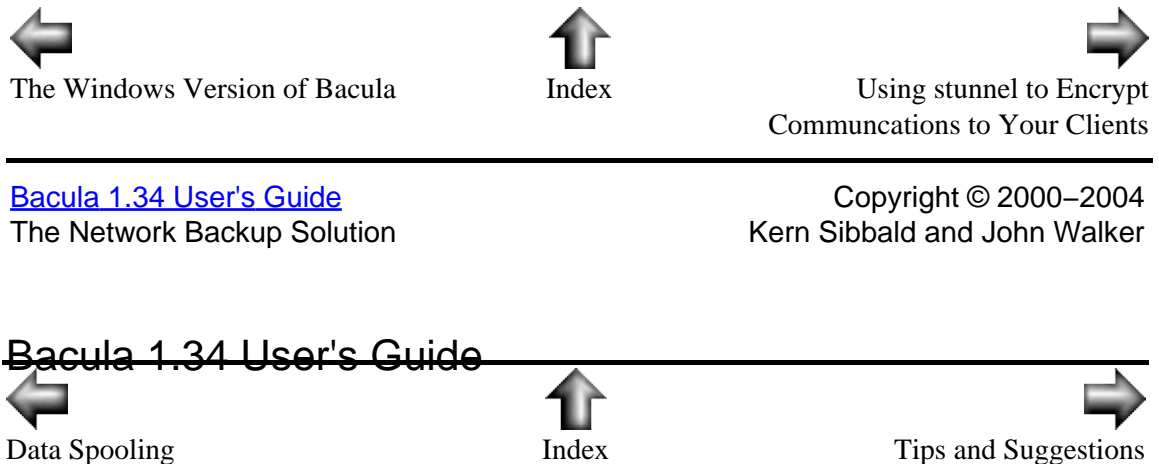 The Windows Version of Bacula Index Using stunnel to Encrypt
Communcations to Your Clients
Bacula 1.34 User's Guide Copyright © 2000−2004
The Network Backup Solution Kern Sibbald and John Walker
Bacula 1.34 User's Guide
Data Spooling Index Tips and Suggestions